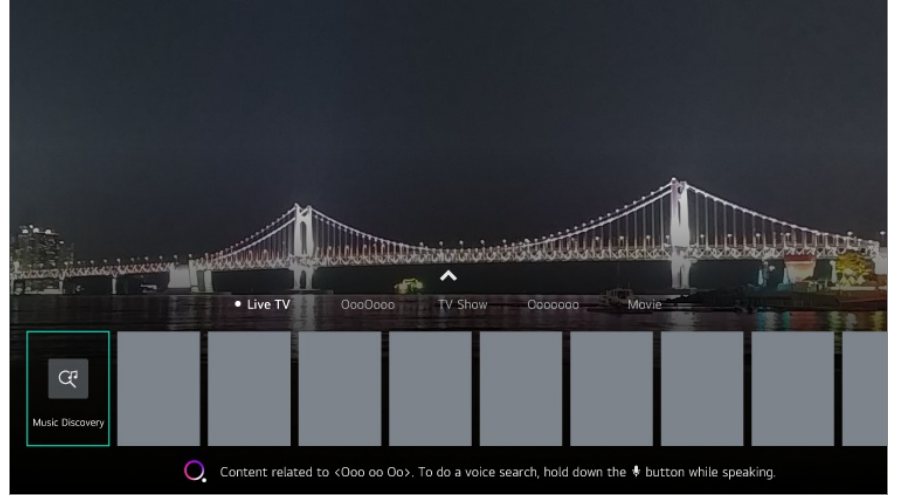 Live TV
OooOooo
TV Show
Ooooooo
Movie
Music Discovery
Content related to <Ooo oo Oo>. To do a voice search, hold down the button while speaking.